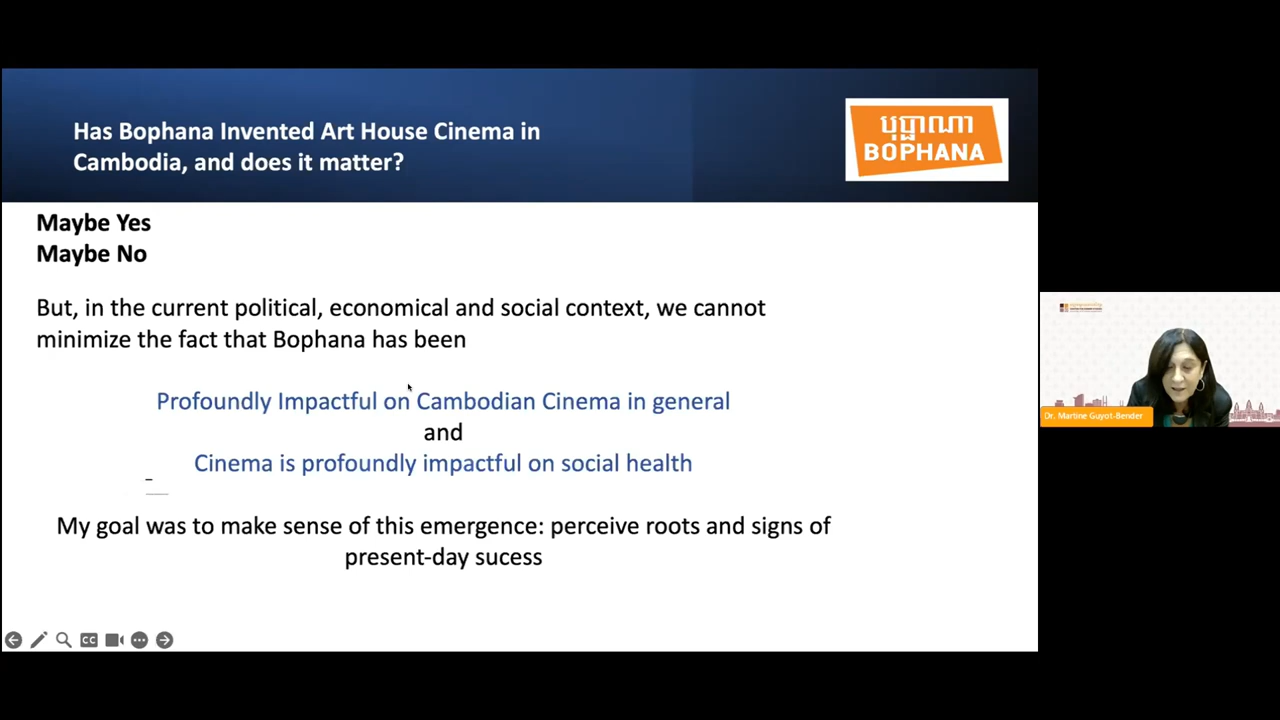 Has Bophana Invented Art House Cinema in
Cambodia, and does it matter?
បុប្ផាណា
BOPHANA
Maybe Yes
Maybe No
But, in the current political, economical and social context, we cannot
minimize the fact that Bophana has been
Profoundly Impactful on Cambodian Cinema in general
and
Cinema is profoundly impactful on social health
My goal was to make sense of this emergence: perceive roots and signs of
present-day sucess
CC
Dr. Martine Guyot-Bender